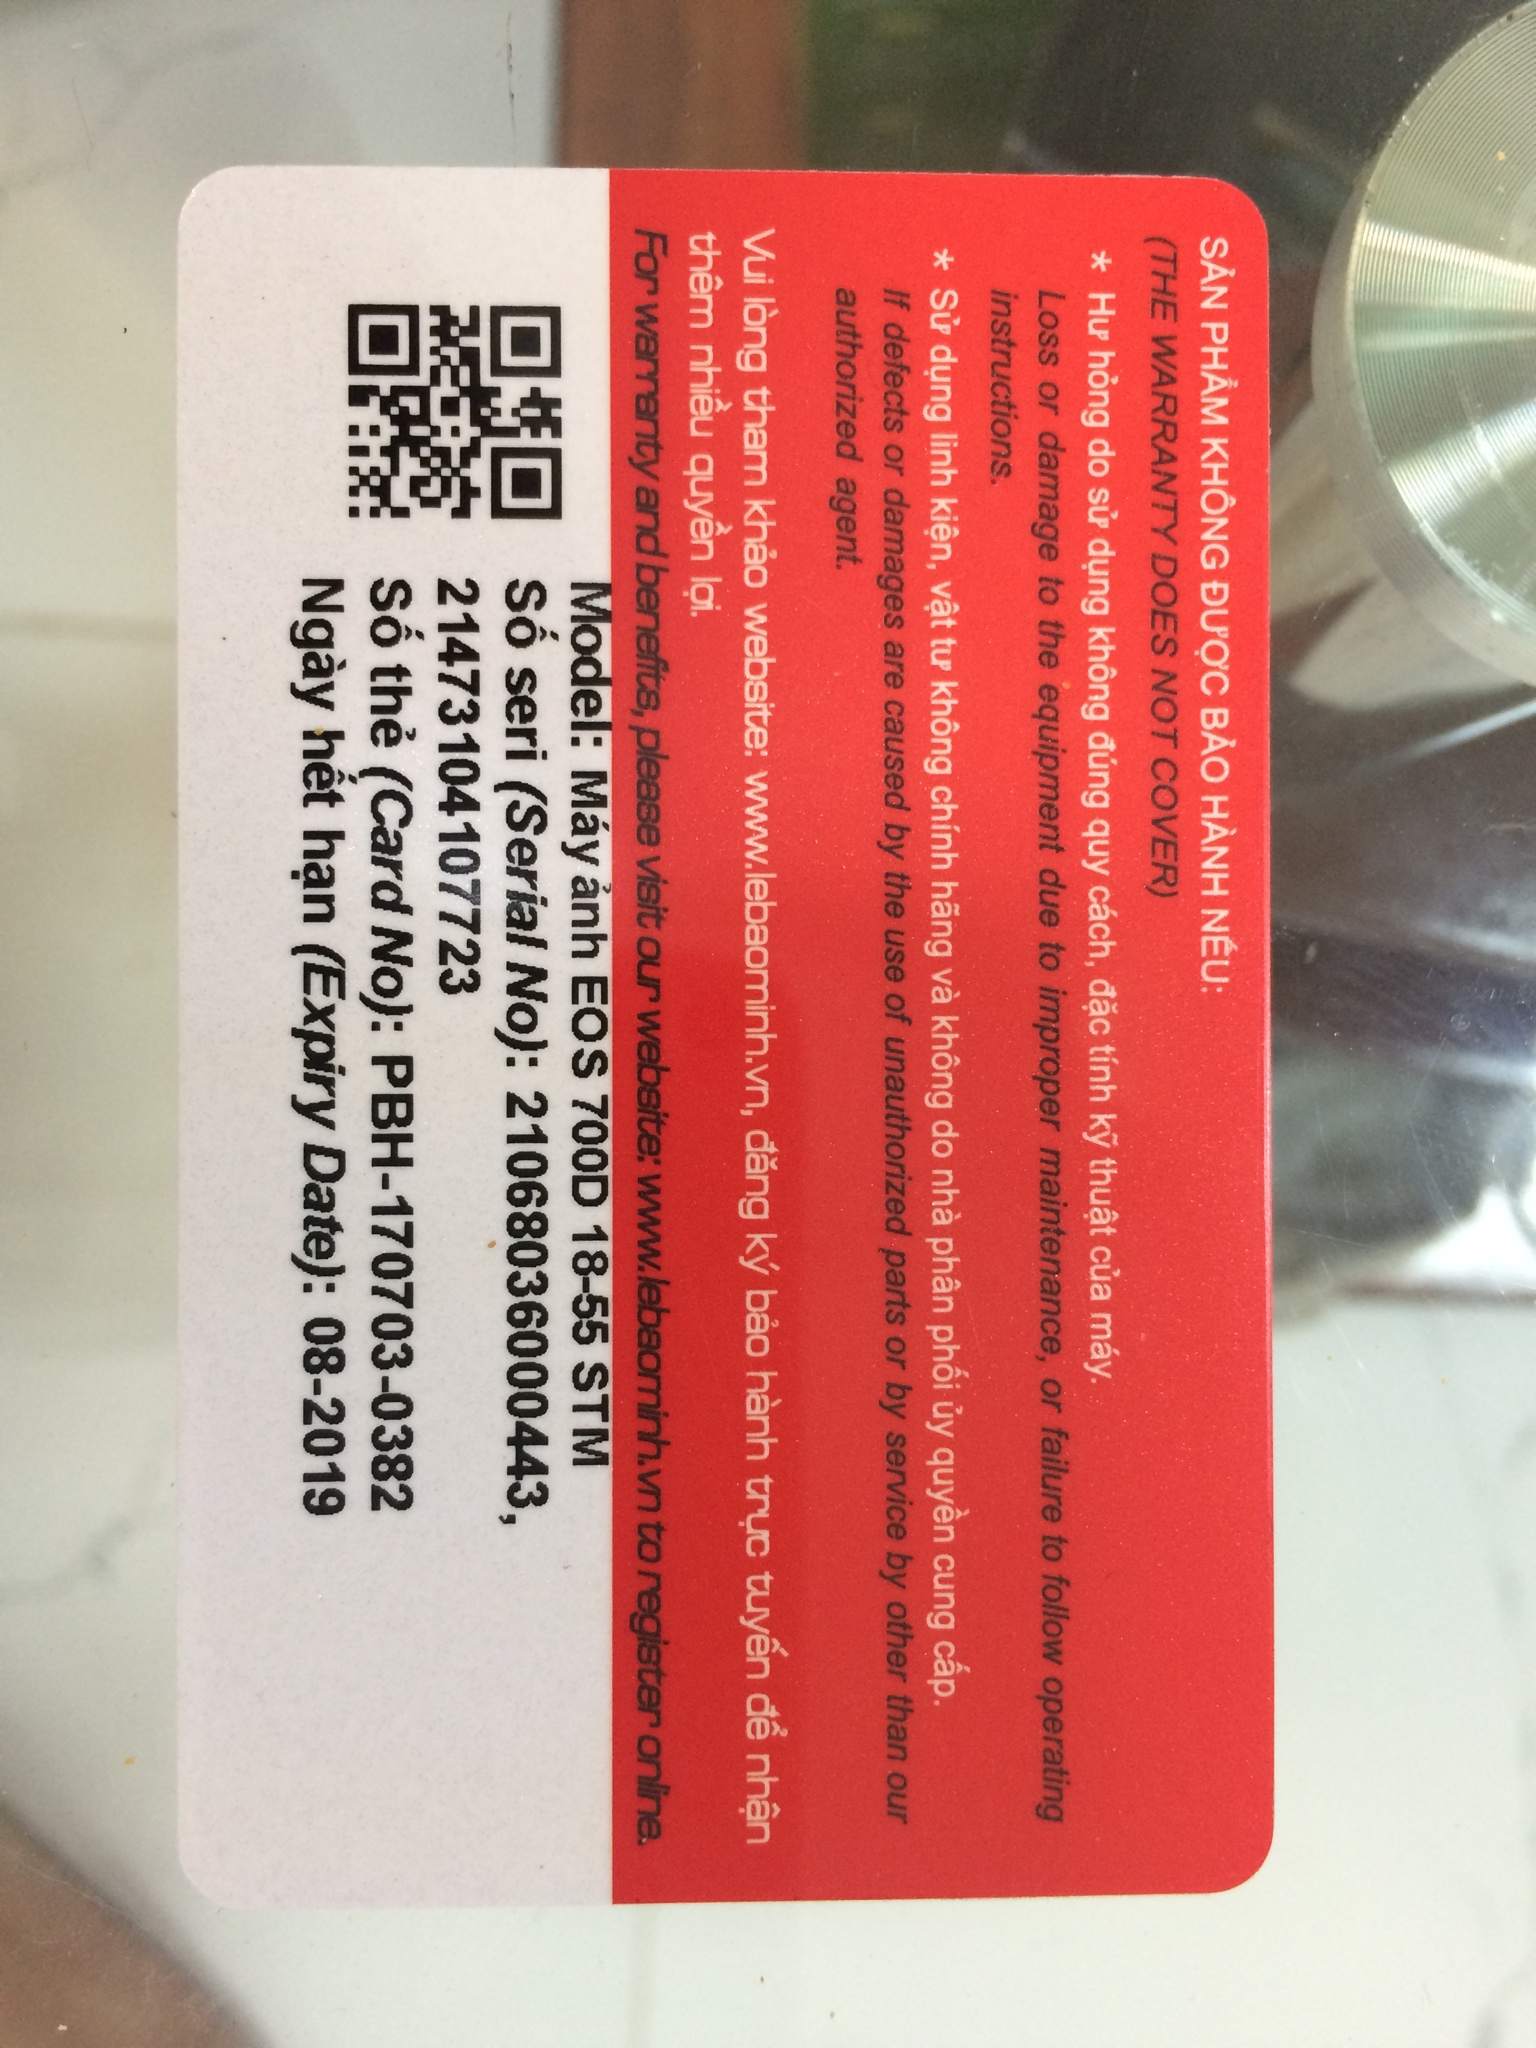 SẢN PHẨM KHÔNG ĐƯỢC BẢO HÀNH NẾU:
(THE WARRANTY DOES NOT COVER)
* Hư hỏng do sử dụng không đúng quy cách, đặc tính kỹ thuật của máy.
Loss or damage to the equipment due to improper maintenance, or failure to follow operating
instructions.
* Sử dụng linh kiện, vật tư không chính hãng và không do nhà phân phối ủy quyền cung cấp.
If defects or damages are caused by the use of unauthorized parts or by service by other than our
authorized agent.
Vui lòng tham khảo website: www.lebaominh.vn, đăng ký bảo hành trực tuyến để nhận
thêm nhiều quyền lợi.
For warranty and benefits, please visit our website: www.lebaominh.vn to register online.
Model: Máy ảnh EOS 700D 18-55 STM
Số seri (Serial No): 210680360000443,
21473104107723
Số thẻ (Card No): PBH-170703-0382
Ngày hết hạn (Expiry Date): 08-2019